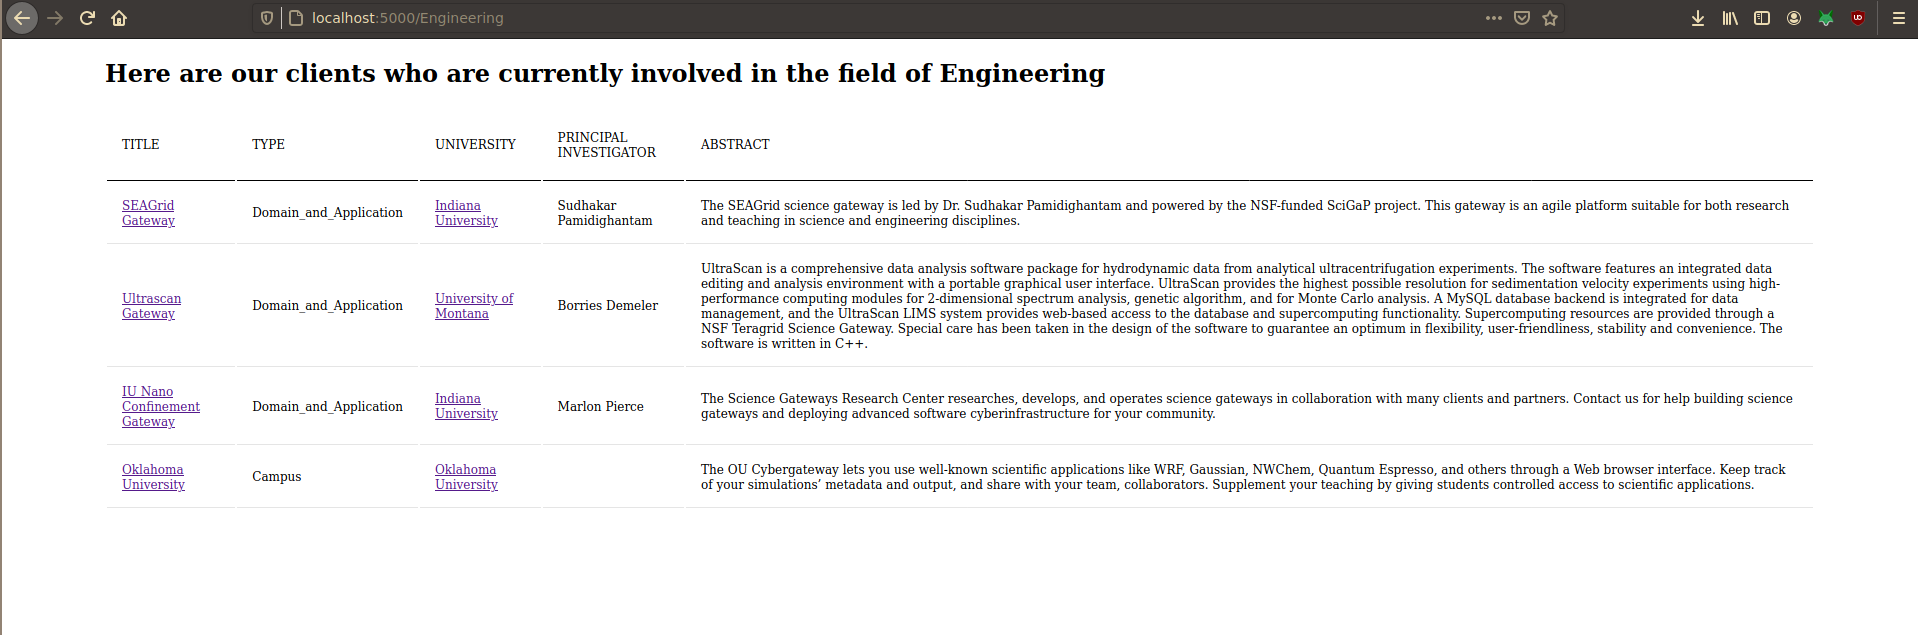 localhost:5000/Engineering
Here are our clients who are currently involved in the field of Engineering
TITLE
TYPE
UNIVERSITY
PRINCIPAL
INVESTIGATOR
ABSTRACT
SEAGrid
Gateway
Domain_and_Application
Indiana
University
Sudhakar
Pamidighantam
The SEAGrid science gateway is led by Dr. Sudhakar Pamidighantam and powered by the NSF-funded SciGaP project. This gateway is an agile platform suitable for both research
and teaching in science and engineering disciplines.
Ultrascan
Gateway
Domain_and_Application
University of
Montana
Borries Demeler
UltraScan is a comprehensive data analysis software package for hydrodynamic data from analytical ultracentrifugation experiments. The software features an integrated data
editing and analysis environment with a portable graphical user interface. UltraScan provides the highest possible resolution for sedimentation velocity experiments using high-
performance computing modules for 2-dimensional spectrum analysis, genetic algorithm, and for Monte Carlo analysis. A MySQL database backend is integrated for data
management, and the UltraScan LIMS system provides web-based access to the database and supercomputing functionality. Supercomputing resources are provided through a
NSF Teragrid Science Gateway. Special care has been taken in the design of the software to guarantee an optimum in flexibility, user-friendliness, stability and convenience. The
software is written in C++.
IU Nano
Confinement
Gateway
Domain_and_Application
Indiana
University
Marlon Pierce
The Science Gateways Research Center researches, develops, and operates science gateways in collaboration with many clients and partners. Contact us for help building science
gateways and deploying advanced software cyberinfrastructure for your community.
Oklahoma
University
Campus
Oklahoma
University
The OU Cybergateway lets you use well-known scientific applications like WRF, Gaussian, NWChem, Quantum Espresso, and others through a Web browser interface. Keep track
of your simulations’ metadata and output, and share with your team, collaborators. Supplement your teaching by giving students controlled access to scientific applications.